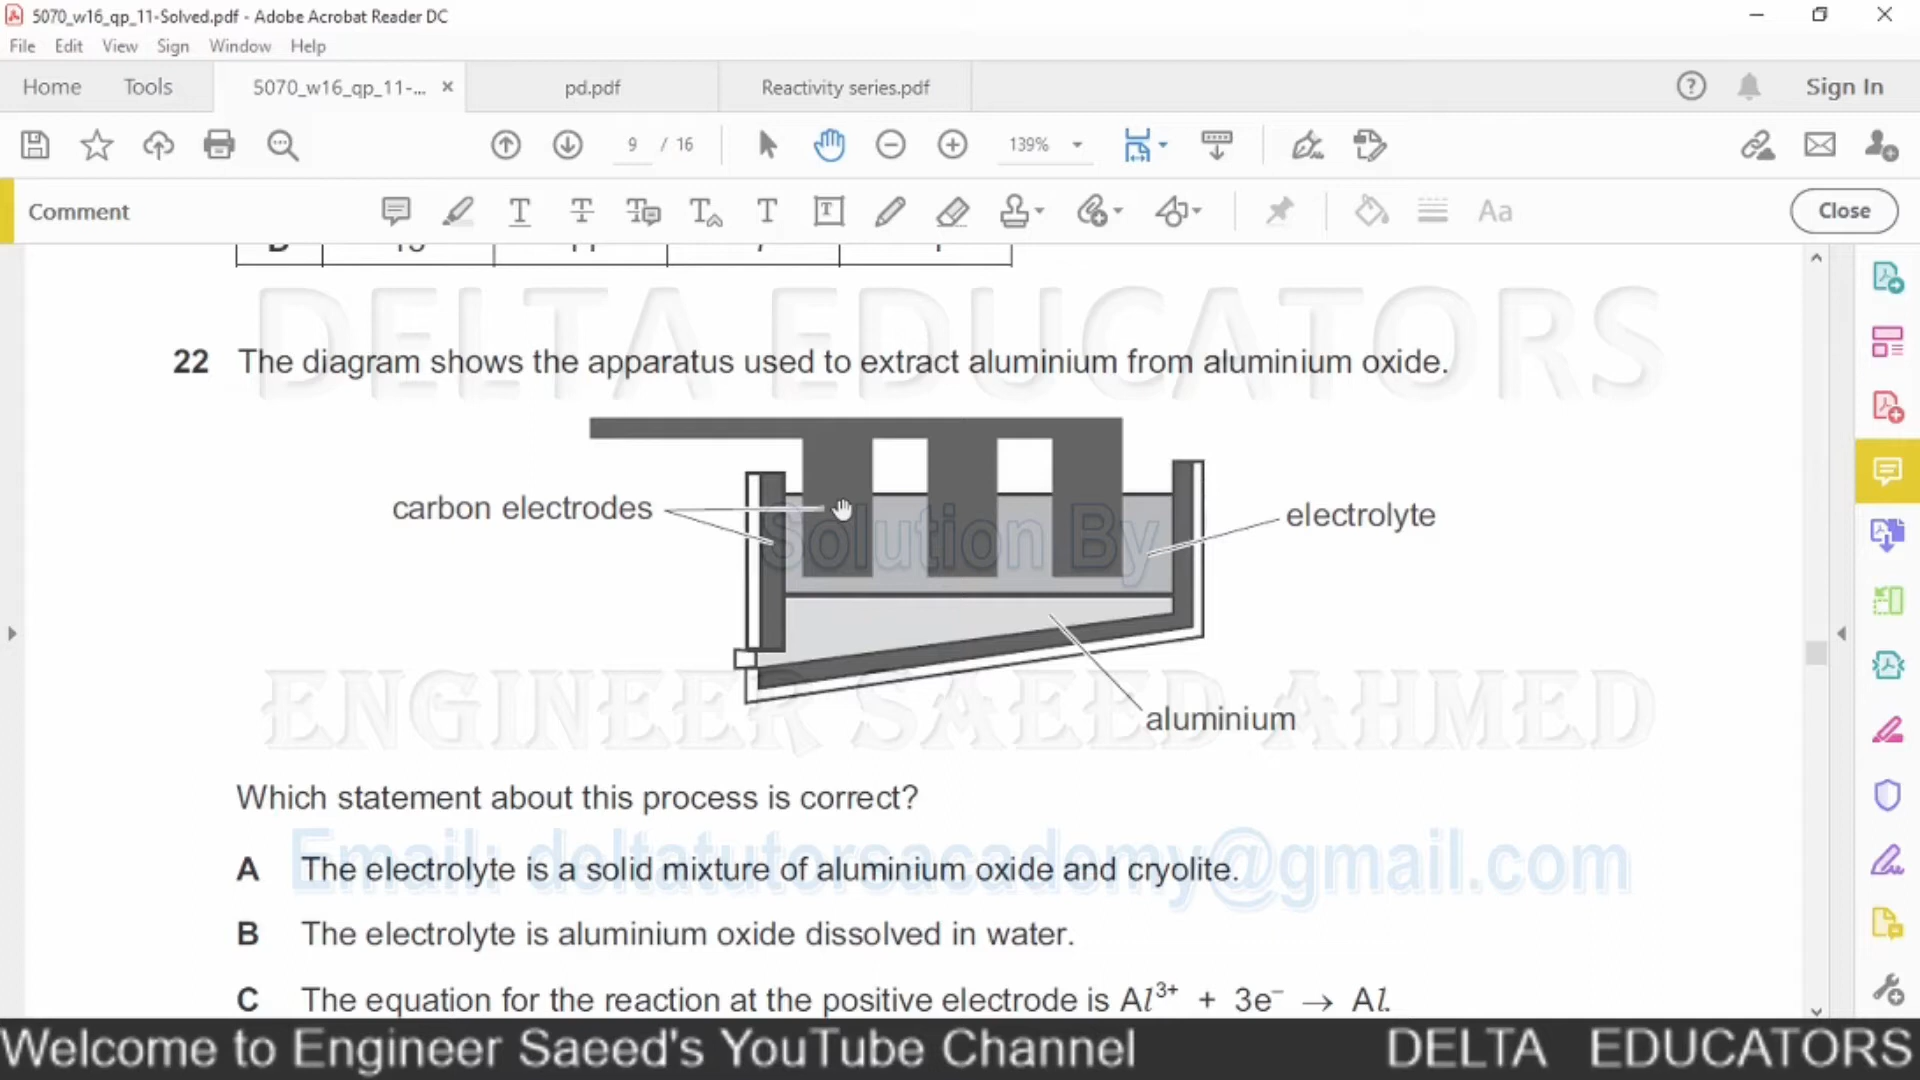 5070_w16_qp_11-Solved.pdf - Adobe Acrobat Reader DC
File Edit View Sign Window Help
Home Tools 5070_w16_qp_11-... × pd.pdf Reactivity series.pdf Sign In
9 / 16 139%
Comment Aa Close
DELTA EDUCATORS
22 The diagram shows the apparatus used to extract aluminium from aluminium oxide.
carbon electrodes
Solution By
electrolyte
aluminium
ENGINEER SAEED AHMED
Which statement about this process is correct?
Email: deltatutorsacademy@gmail.com
A The electrolyte is a solid mixture of aluminium oxide and cryolite.
B The electrolyte is aluminium oxide dissolved in water.
C The equation for the reaction at the positive electrode is Al³⁺ + 3e⁻ → Al.
Welcome to Engineer Saeed's YouTube Channel DELTA EDUCATORS